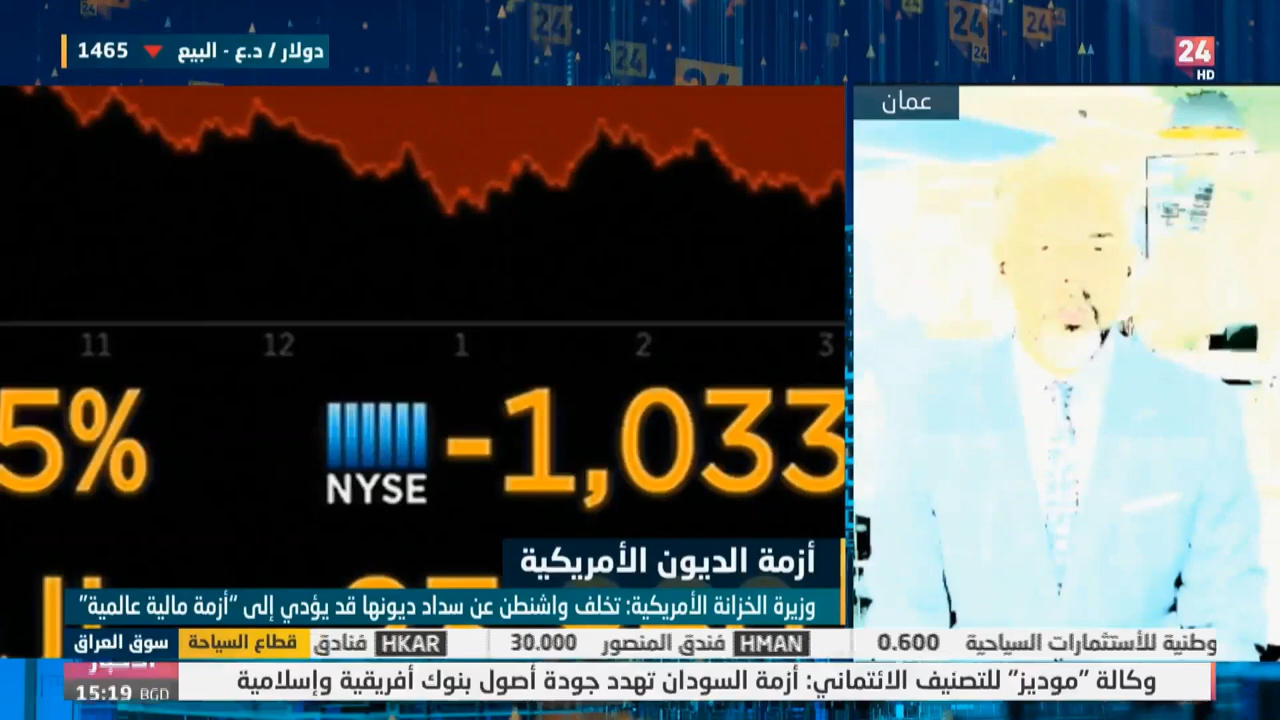 دولار / د.ع - البيع ▼ 1465
24
HD
عمان
11 12 1 2 3
5% NYSE -1,033
أزمة الديون الأمريكية
وزيرة الخزانة الأمريكية: تخلف واشنطن عن سداد ديونها قد يؤدي إلى "أزمة مالية عالمية"
سوق العراق قطاع السياحة فنادق HKAR 30.000 فندق المنصور HMAN 0.600 وطنية للأستثمارات السياحية
وكالة "موديز" للتصنيف الائتماني: أزمة السودان تهدد جودة أصول بنوك أفريقية وإسلامية
15:19 BGD